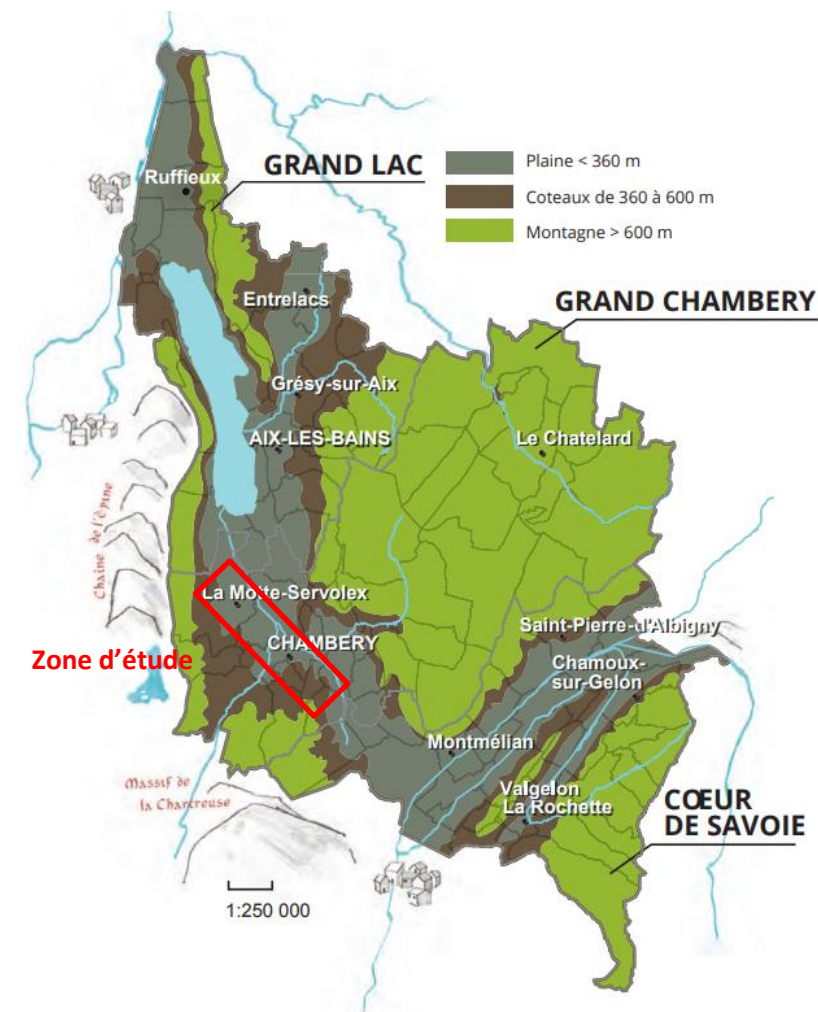 GRAND LAC
Plaine < 360 m
Coteaux de 360 à 600 m
Montagne > 600 m
Ruffieux
Entrelacs
GRAND CHAMBERY
Grésy-sur-Aix
AIX-LES-BAINS
Le Chatelard
Chaîne de l'Épine
La Motte-Servolex
Saint-Pierre-d'Albigny
CHAMBERY
Zone d'étude
Chamoux-
sur-Gelon
Montmélian
Massif de
la Chartreuse
Valgelon
La Rochette
CŒUR
DE SAVOIE
1:250 000